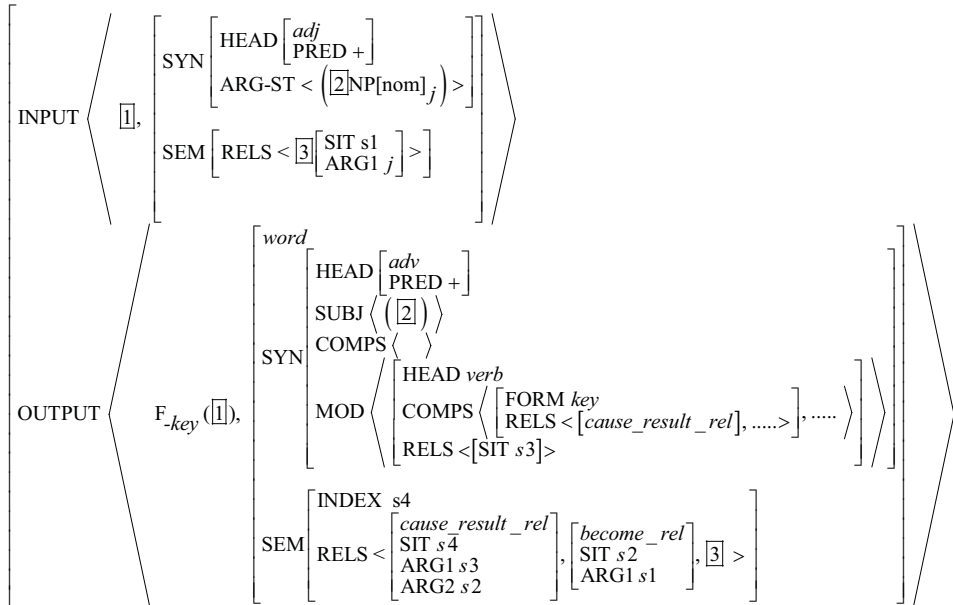 INPUT ⟨ [1], [SYN [HEAD [adj
PRED +]
ARG-ST < ([2]NP[nom]j) >]
SEM [RELS < [3][SIT s1
ARG1 j] >]] ⟩
OUTPUT ⟨ F-key([1]), [word
SYN [HEAD [adv
PRED +]
SUBJ ⟨ ([2]) ⟩
COMPS ⟨ ⟩
MOD ⟨ [HEAD verb
COMPS ⟨ [FORM key
RELS < [cause_result_rel], .....>], ..... ⟩
RELS <[SIT s3]>] ⟩]
SEM [INDEX s4
RELS < [cause_result_rel
SIT s4
ARG1 s3
ARG2 s2], [become_rel
SIT s2
ARG1 s1], [3] >]] ⟩